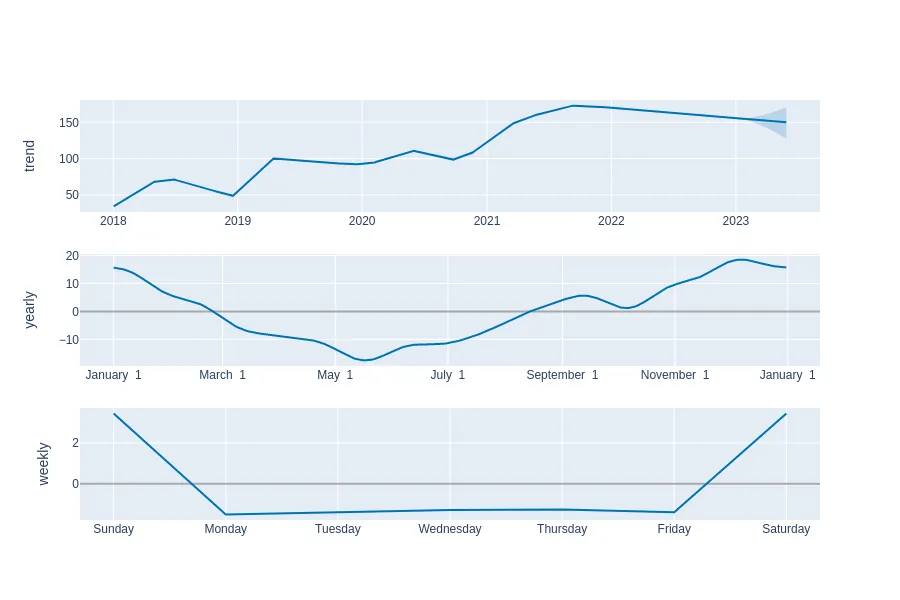 trend
150
100
50
2018 2019 2020 2021 2022 2023
yearly
20
10
0
−10
January 1 March 1 May 1 July 1 September 1 November 1 January 1
weekly
2
0
Sunday Monday Tuesday Wednesday Thursday Friday Saturday